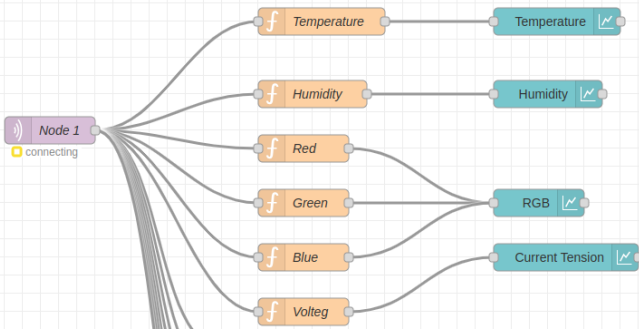 Temperature
Temperature
Humidity
Humidity
Node 1
connecting
Red
Green
RGB
Blue
Current Tension
Volteg